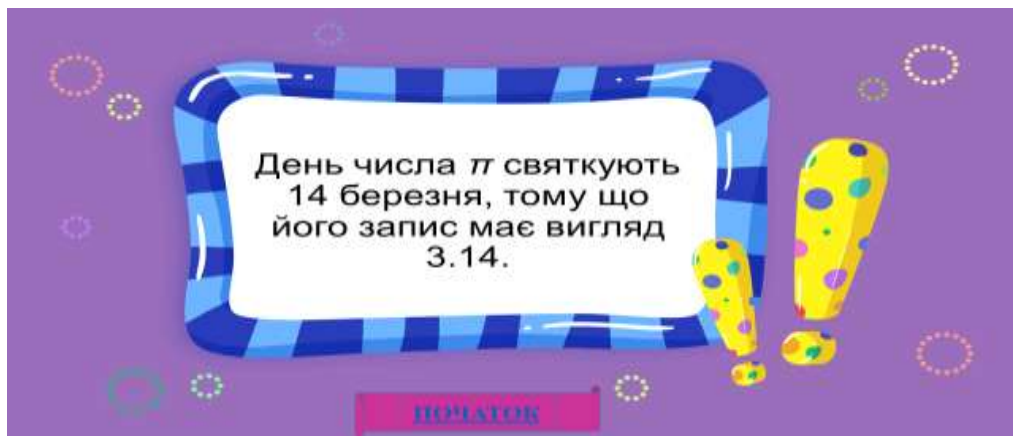 День числа π святкують
14 березня, тому що
його запис має вигляд
3.14.
ПОЧАТОК